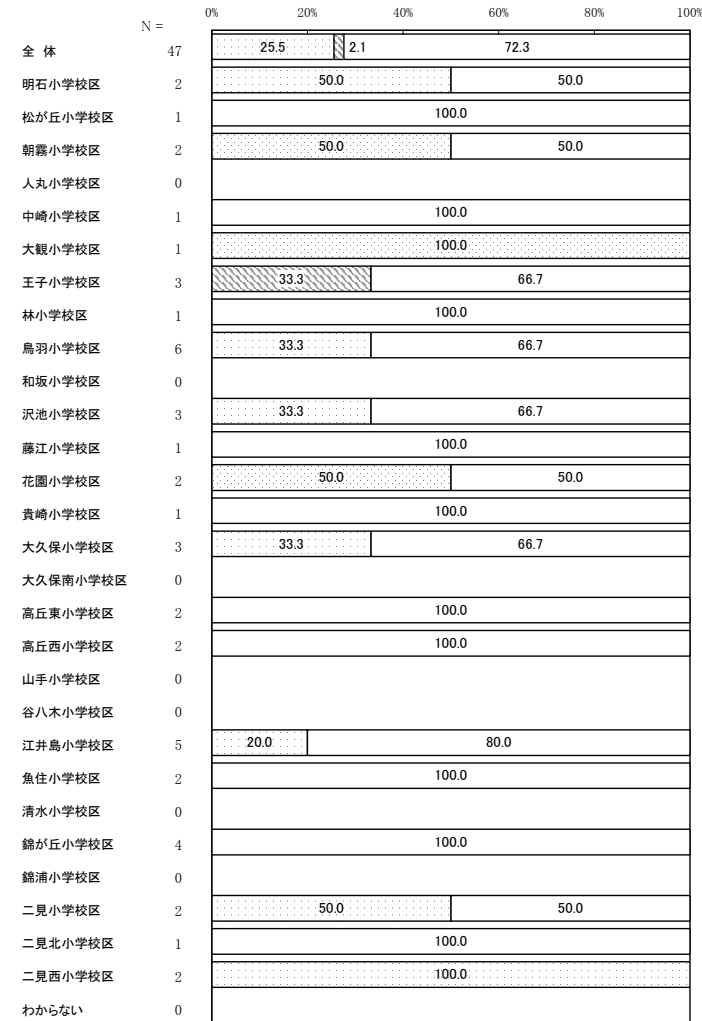 0% 20% 40% 60% 80% 100%
N =
全 体 47 25.5 2.1 72.3
明石小学校区 2 50.0 50.0
松が丘小学校区 1 100.0
朝霧小学校区 2 50.0 50.0
人丸小学校区 0
中崎小学校区 1 100.0
大観小学校区 1 100.0
王子小学校区 3 33.3 66.7
林小学校区 1 100.0
鳥羽小学校区 6 33.3 66.7
和坂小学校区 0
沢池小学校区 3 33.3 66.7
藤江小学校区 1 100.0
花園小学校区 2 50.0 50.0
貴崎小学校区 1 100.0
大久保小学校区 3 33.3 66.7
大久保南小学校区 0
高丘東小学校区 2 100.0
高丘西小学校区 2 100.0
山手小学校区 0
谷八木小学校区 0
江井島小学校区 5 20.0 80.0
魚住小学校区 2 100.0
清水小学校区 0
錦が丘小学校区 4 100.0
錦浦小学校区 0
二見小学校区 2 50.0 50.0
二見北小学校区 1 100.0
二見西小学校区 2 100.0
わからない 0